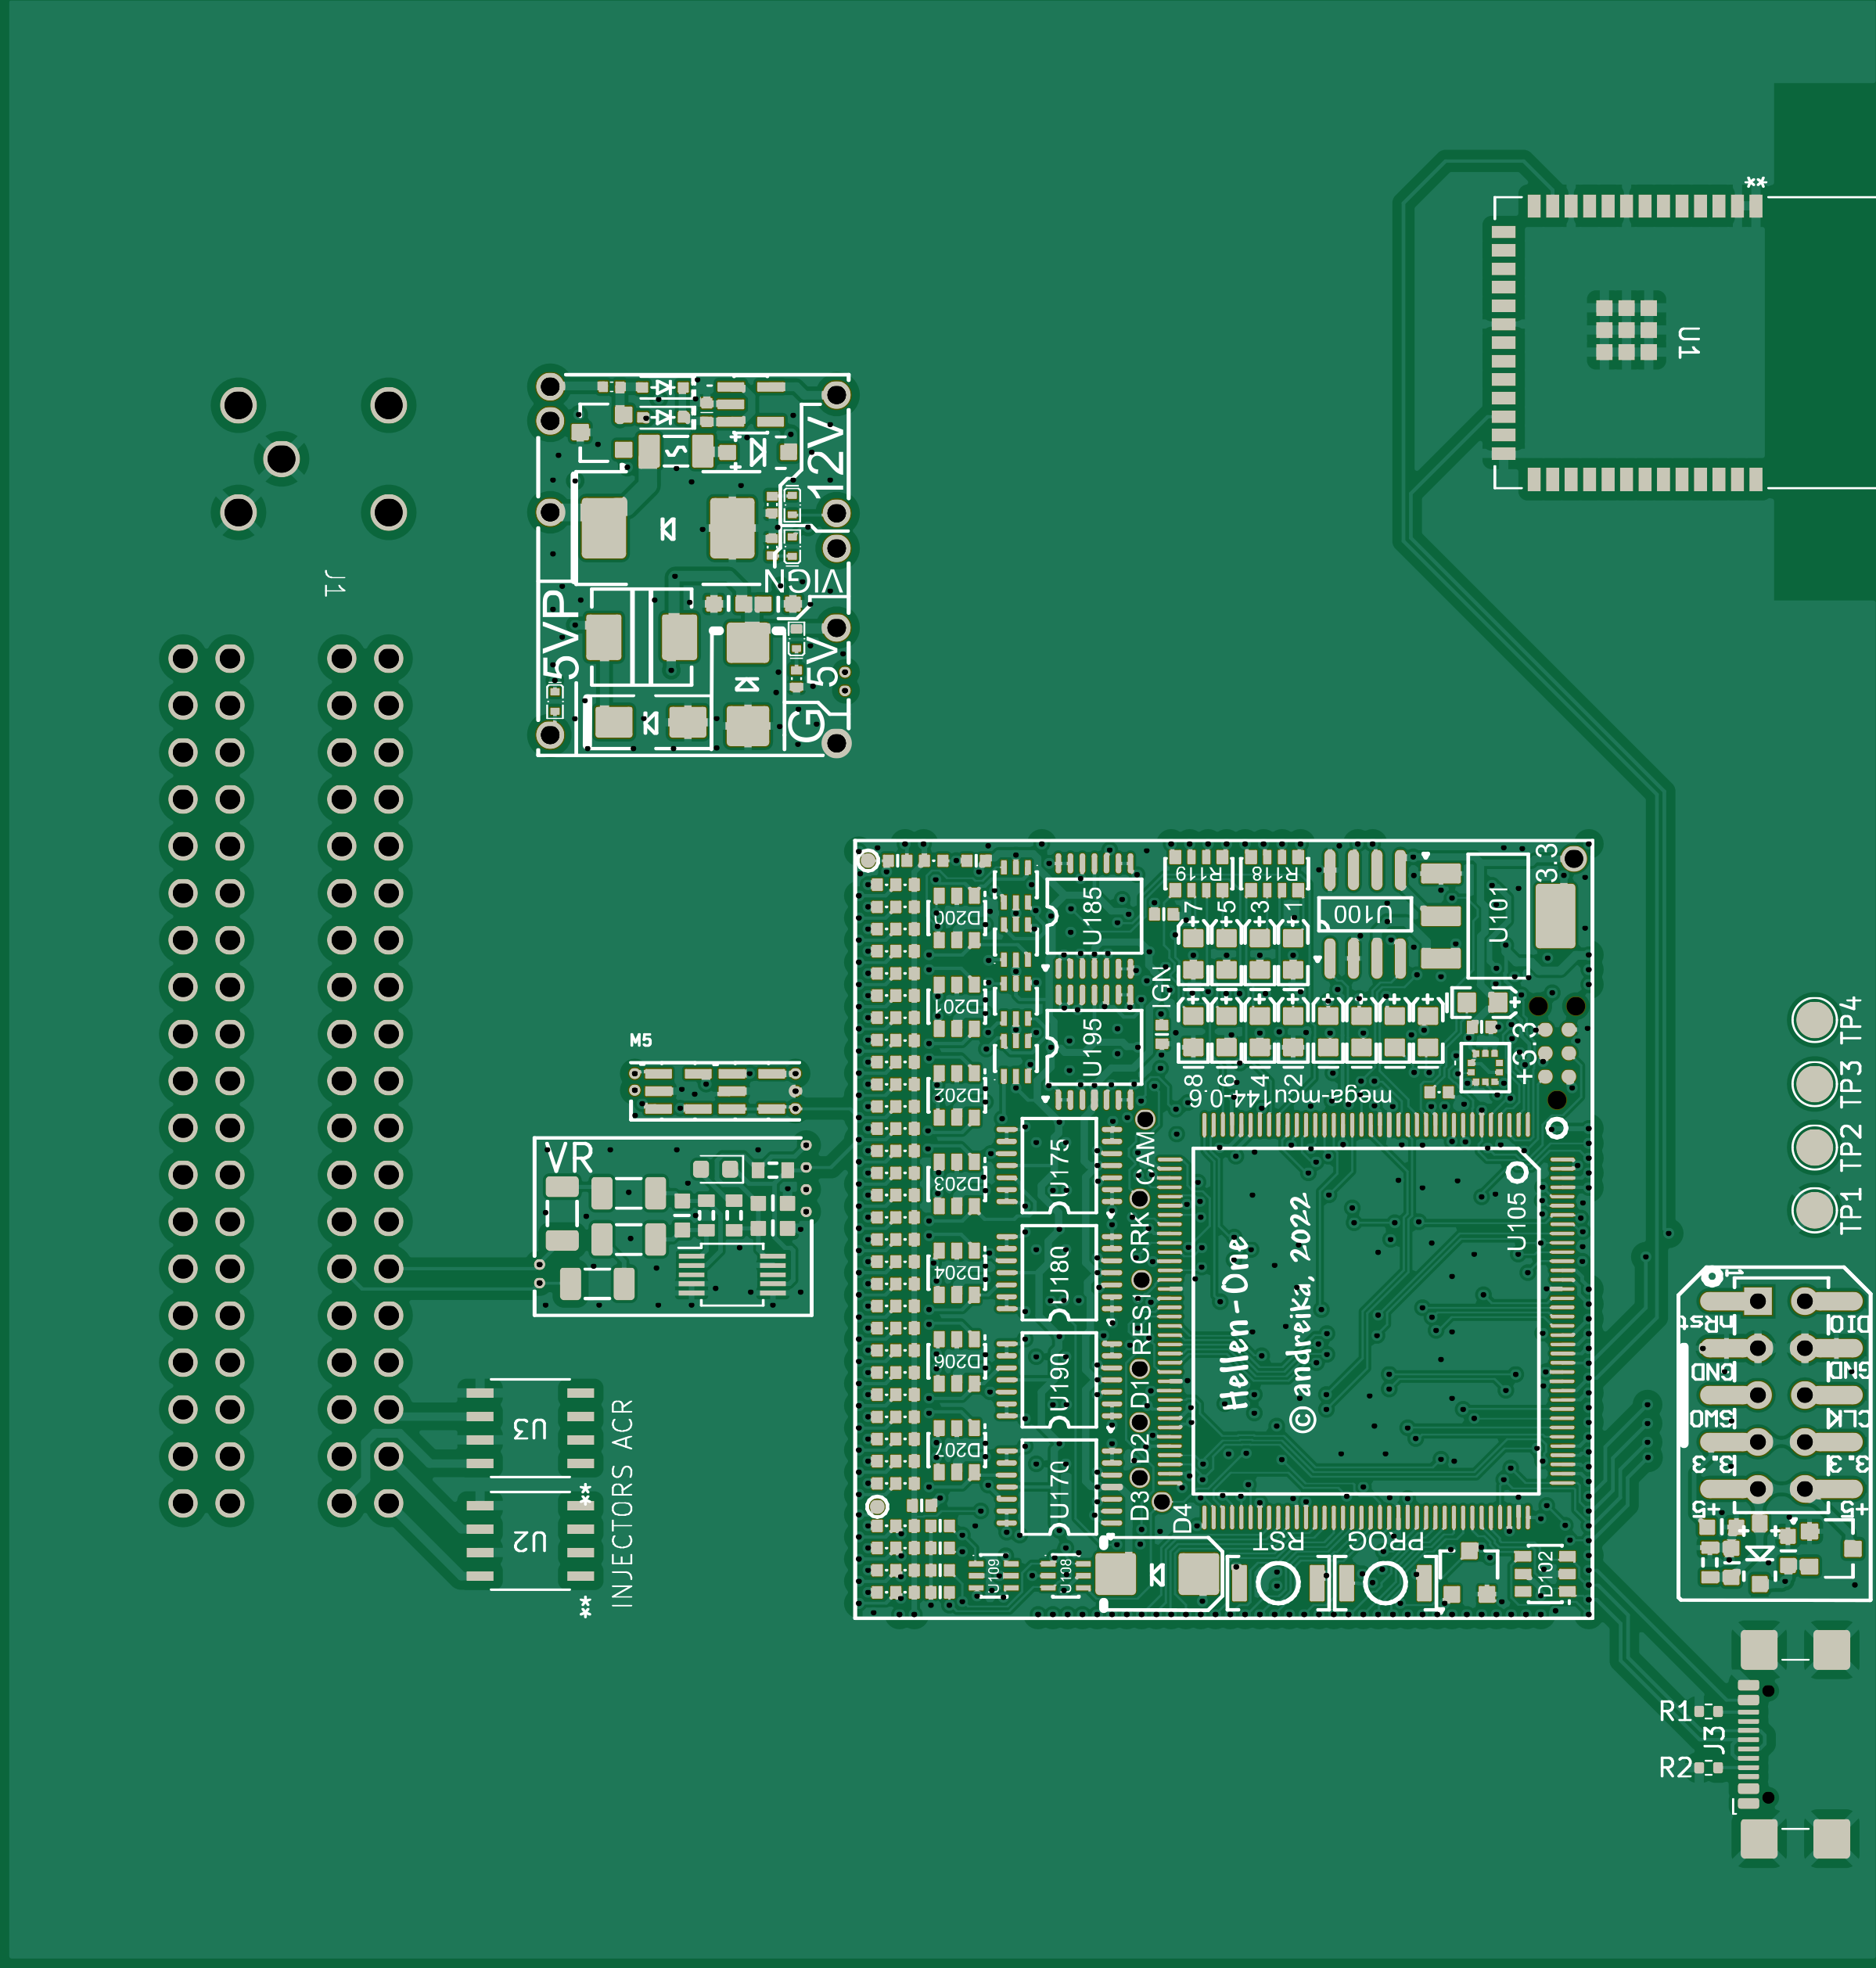 **
U1
J1
12V
VIGN
5VP
5V
G
3.3
R119
R118
7
5
3
1
U100
U101
U185
D200
IGN
D201
U195
+3.3
8
6
4
2
mega-mcu144-0.6
D202
M5
TP4
TP3
TP2
TP1
VR
CAM
U175
D203
U105
CRK
Hellen-One
© andreika, 2022
D204
U180
RESIO
D206
U190
D1
D2
D207
U170
D3
D4
RST
PROG
D102
1
nRst
DIO
GND
GND
SWO
CLK
3.3
3.3
+5
+5
U3
INJECTORS ACR
**
U2
**
R1
J3
R2